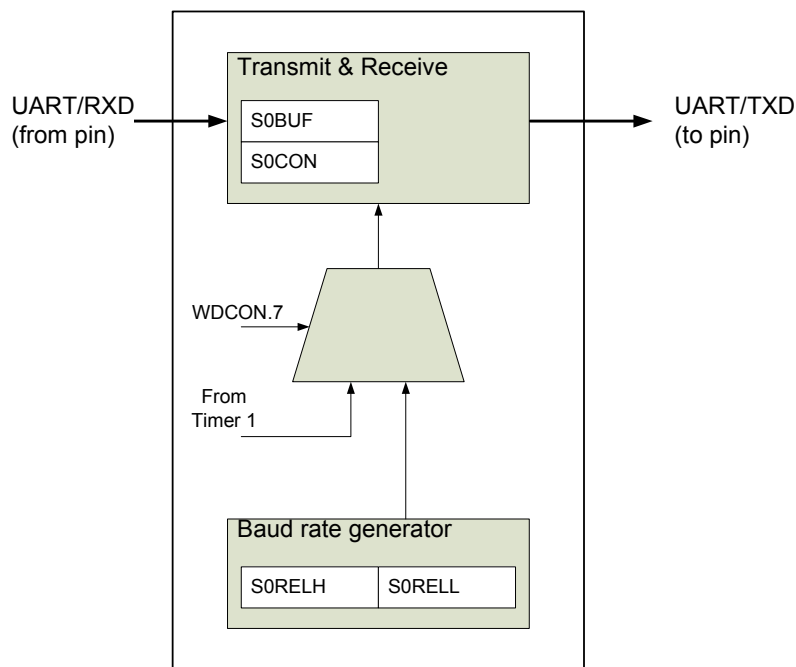 Transmit & Receive
UART/RXD
(from pin)
S0BUF
S0CON
UART/TXD
(to pin)
WDCON.7
From
Timer 1
Baud rate generator
S0RELH
S0RELL